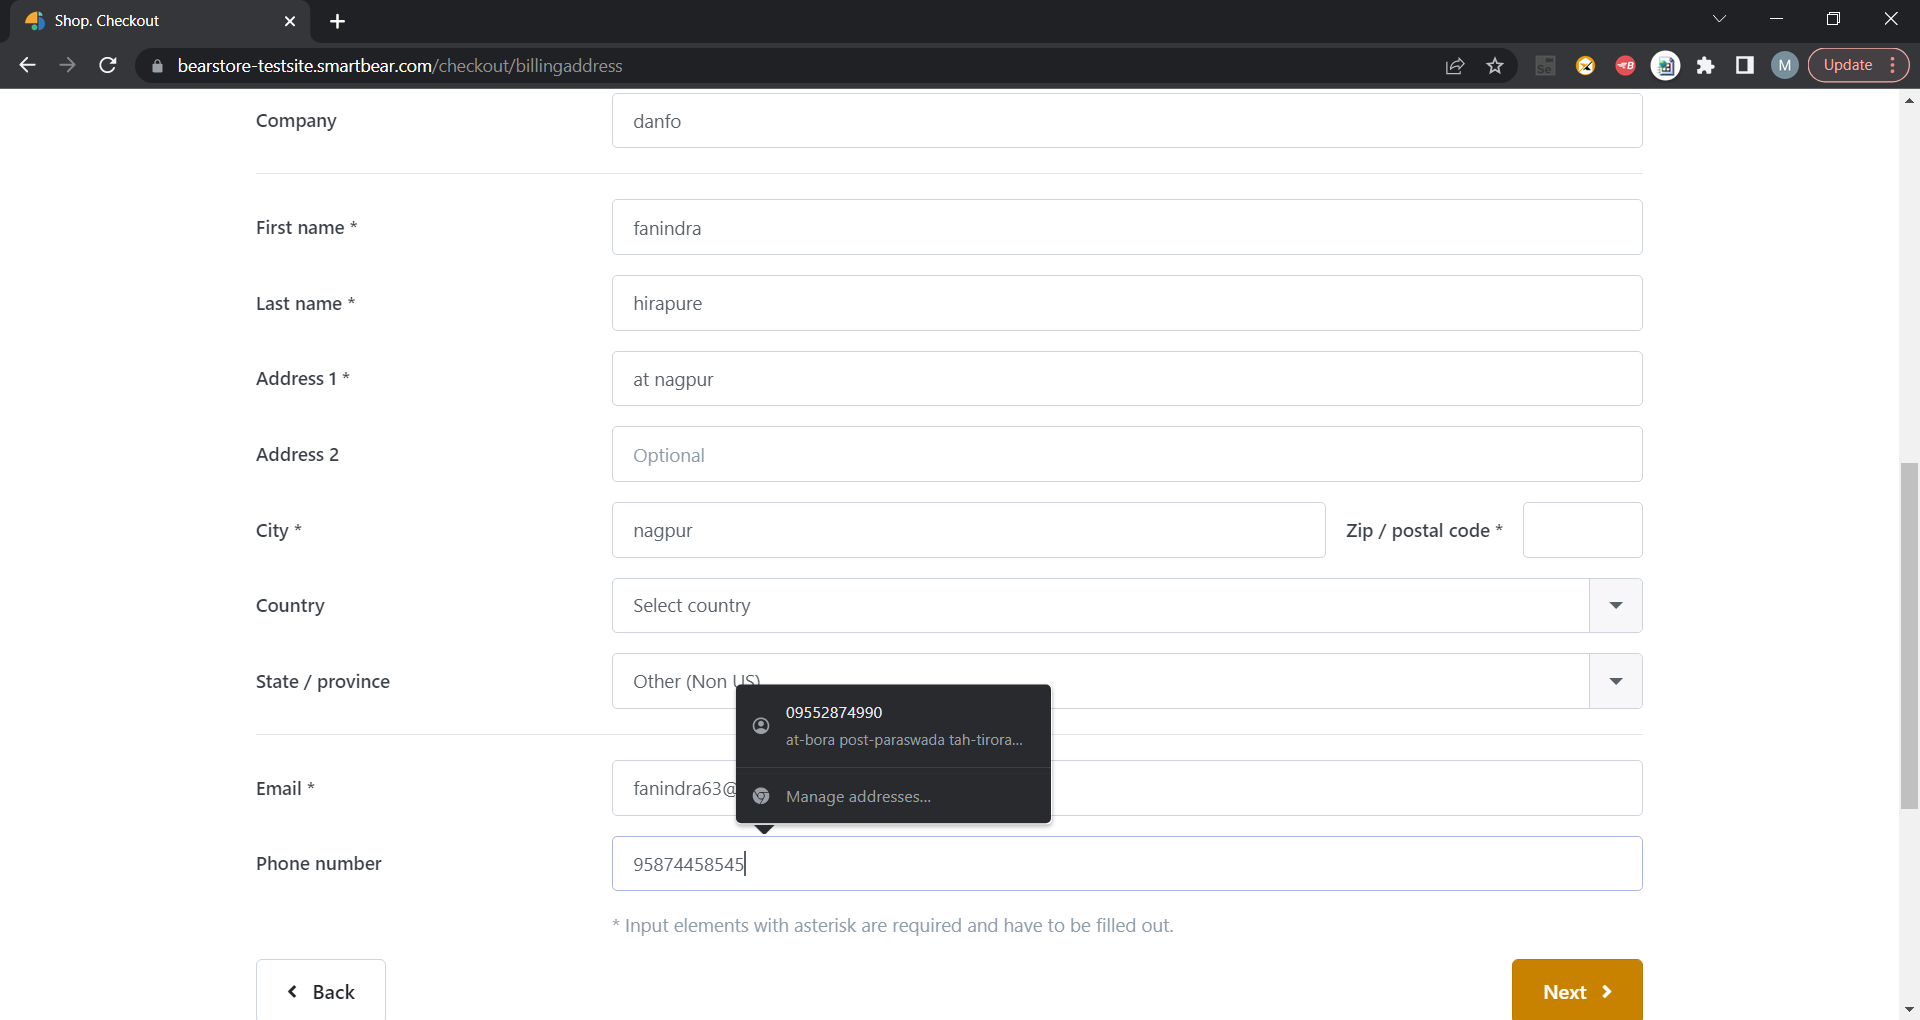 Shop. Checkout
bearstore-testsite.smartbear.com/checkout/billingaddress
Se
B
M
Update
Company
danfo
First name *
fanindra
Last name *
hirapure
Address 1 *
at nagpur
Address 2
Optional
City *
nagpur
Zip / postal code *
Country
Select country
State / province
Other (Non US)
09552874990
at-bora post-paraswada tah-tirora...
Manage addresses...
Email *
fanindra63@
Phone number
95874458545
* Input elements with asterisk are required and have to be filled out.
Back
Next